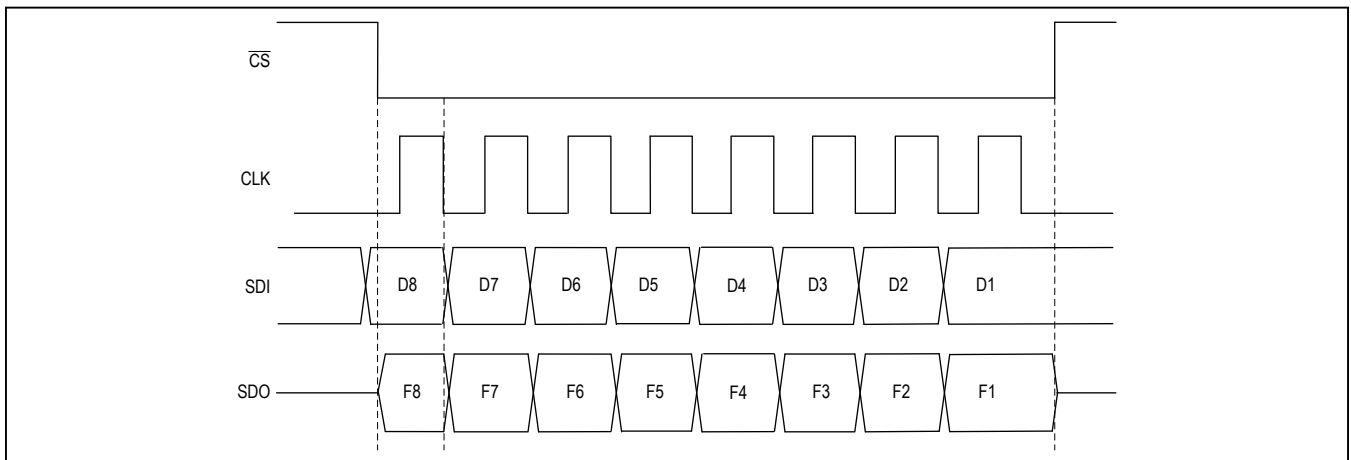 C̅S̅
CLK
SDI D8 D7 D6 D5 D4 D3 D2 D1
SDO F8 F7 F6 F5 F4 F3 F2 F1